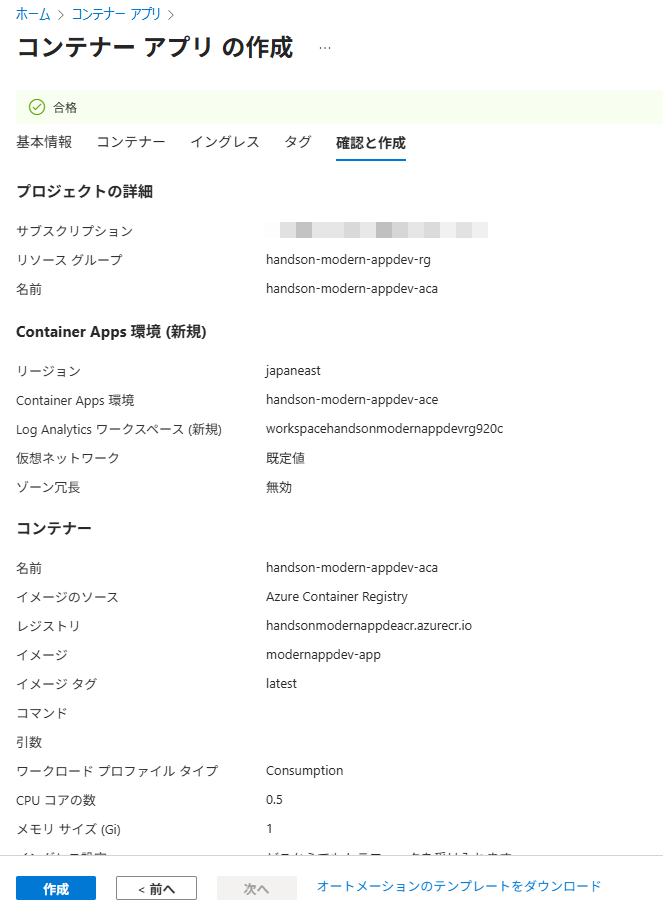 ホーム > コンテナー アプリ >
コンテナー アプリ の作成 …
合格
基本情報 コンテナー イングレス タグ 確認と作成
プロジェクトの詳細
サブスクリプション
リソース グループ handson-modern-appdev-rg
名前 handson-modern-appdev-aca
Container Apps 環境 (新規)
リージョン japaneast
Container Apps 環境 handson-modern-appdev-ace
Log Analytics ワークスペース (新規) workspacehandsonmodernappdevrg920c
仮想ネットワーク 既定値
ゾーン冗長 無効
コンテナー
名前 handson-modern-appdev-aca
イメージのソース Azure Container Registry
レジストリ handsonmodernappdeacr.azurecr.io
イメージ modernappdev-app
イメージ タグ latest
コマンド
引数
ワークロード プロファイル タイプ Consumption
CPU コアの数 0.5
メモリ サイズ (Gi) 1
作成 < 前へ 次へ オートメーションのテンプレートをダウンロード